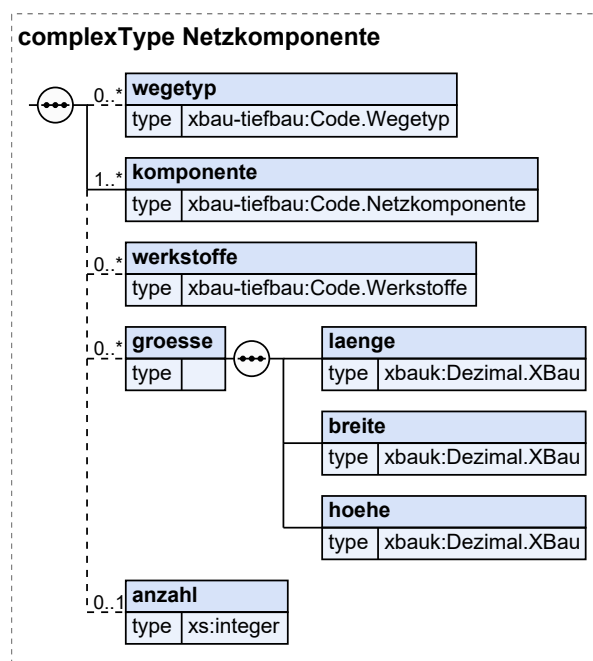 complexType Netzkomponente
0..* wegetyp
type xbau-tiefbau:Code.Wegetyp
1..* komponente
type xbau-tiefbau:Code.Netzkomponente
0..* werkstoffe
type xbau-tiefbau:Code.Werkstoffe
0..* groesse laenge
type type xbauk:Dezimal.XBau
breite
type xbauk:Dezimal.XBau
hoehe
type xbauk:Dezimal.XBau
0..1 anzahl
type xs:integer